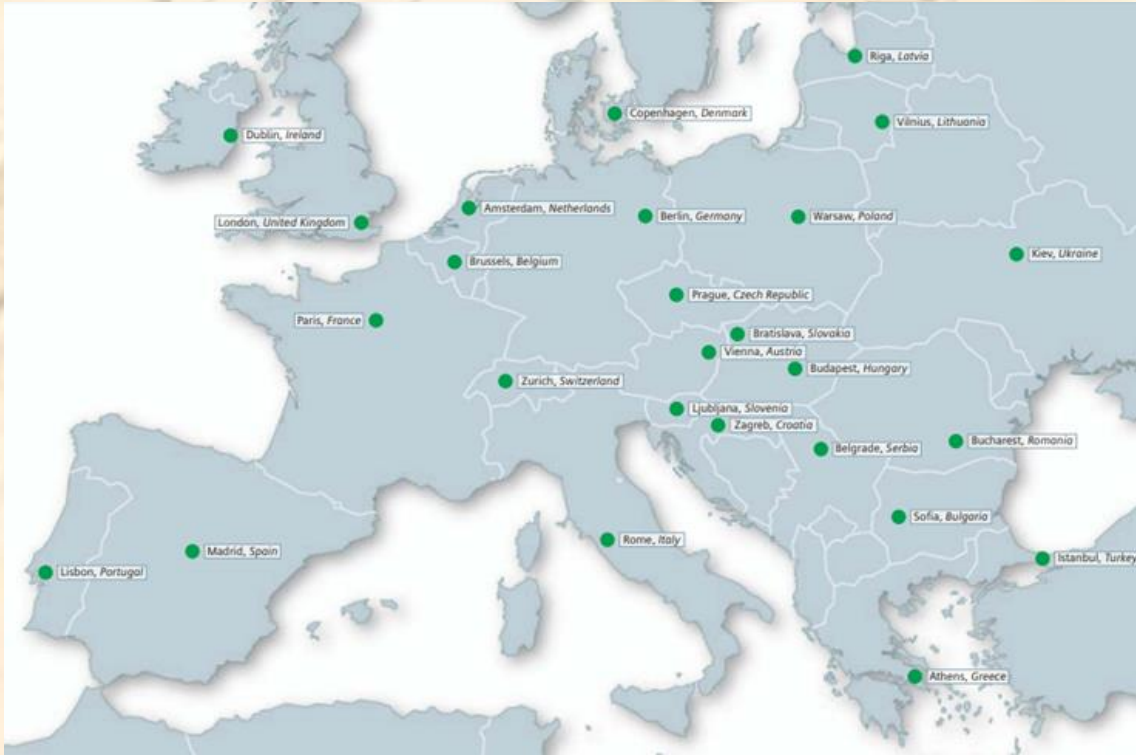 Riga, Latvia
Copenhagen, Denmark
Vilnius, Lithuania
Dublin, Ireland
Amsterdam, Netherlands
London, United Kingdom
Berlin, Germany
Warsaw, Poland
Kiev, Ukraine
Brussels, Belgium
Prague, Czech Republic
Paris, France
Bratislava, Slovakia
Vienna, Austria
Budapest, Hungary
Zurich, Switzerland
Ljubljana, Slovenia
Zagreb, Croatia
Belgrade, Serbia
Bucharest, Romania
Sofia, Bulgaria
Rome, Italy
Madrid, Spain
Istanbul, Turkey
Lisbon, Portugal
Athens, Greece